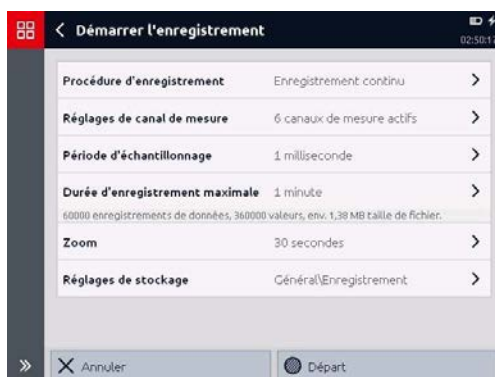 Démarrer l'enregistrement
02:50:17
Procédure d'enregistrement Enregistrement continu
Réglages de canal de mesure 6 canaux de mesure actifs
Période d'échantillonnage 1 milliseconde
Durée d'enregistrement maximale 1 minute
60000 enregistrements de données, 360000 valeurs, env. 1,38 MB taille de fichier.
Zoom 30 secondes
Réglages de stockage Général\Enregistrement
Annuler Départ